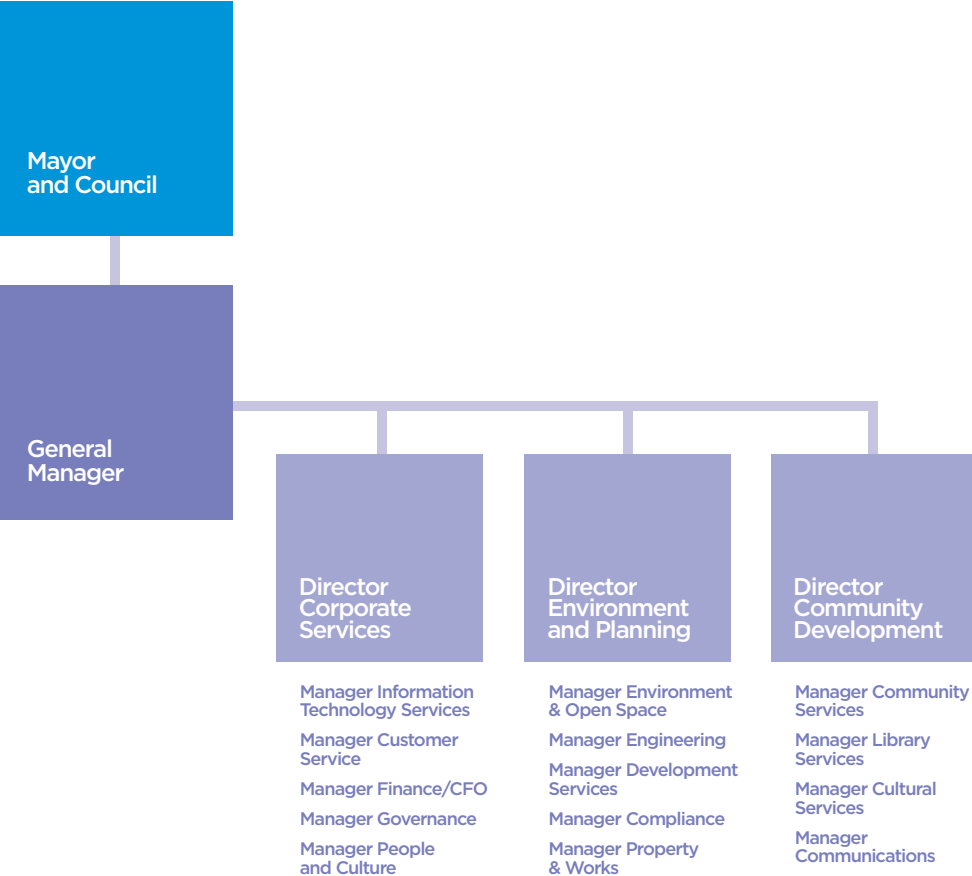 Mayor
and Council
General
Manager
Director
Corporate
Services
Manager Information
Technology Services
Manager Customer
Service
Manager Finance/CFO
Manager Governance
Manager People
and Culture
Director
Environment
and Planning
Manager Environment
& Open Space
Manager Engineering
Manager Development
Services
Manager Compliance
Manager Property
& Works
Director
Community
Development
Manager Community
Services
Manager Library
Services
Manager Cultural
Services
Manager
Communications